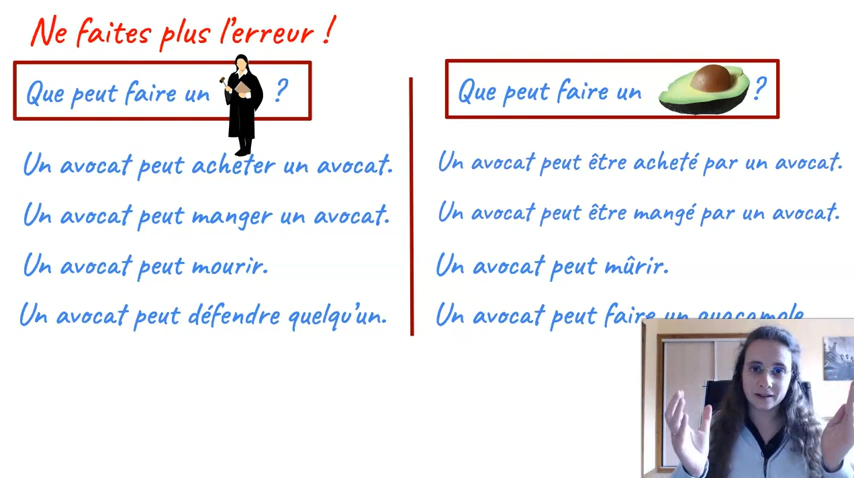 Ne faites plus l'erreur !
Que peut faire un ?
Un avocat peut acheter un avocat.
Un avocat peut manger un avocat.
Un avocat peut mourir.
Un avocat peut défendre quelqu'un.
Que peut faire un ?
Un avocat peut être acheté par un avocat.
Un avocat peut être mangé par un avocat.
Un avocat peut mûrir.
Un avocat peut faire un guacamole